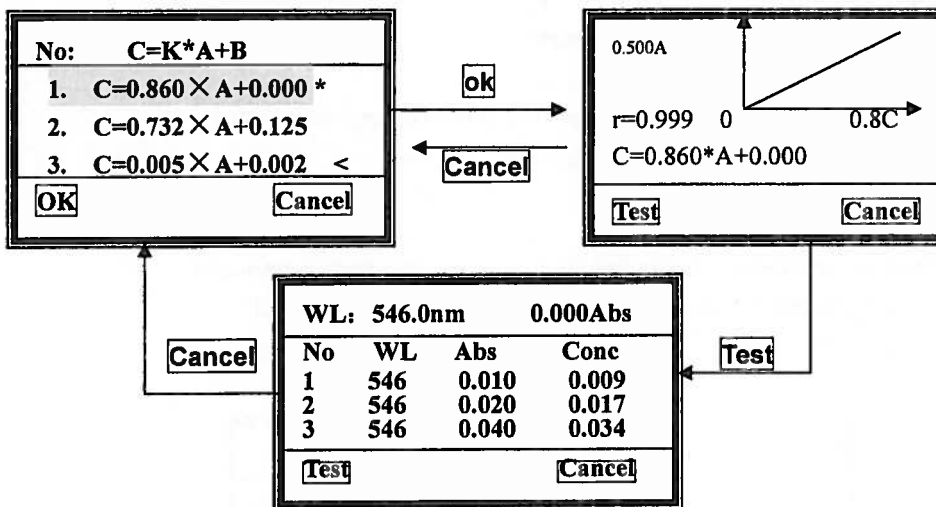 No: C=K*A+B
1. C=0.860×A+0.000 *
2. C=0.732×A+0.125
3. C=0.005×A+0.002 <
OK Cancel
ok
Cancel
0.500A
r=0.999 0 0.8C
C=0.860*A+0.000
Test Cancel
Cancel
WL: 546.0nm 0.000Abs
No WL Abs Conc
1 546 0.010 0.009
2 546 0.020 0.017
3 546 0.040 0.034
Test Cancel
Test